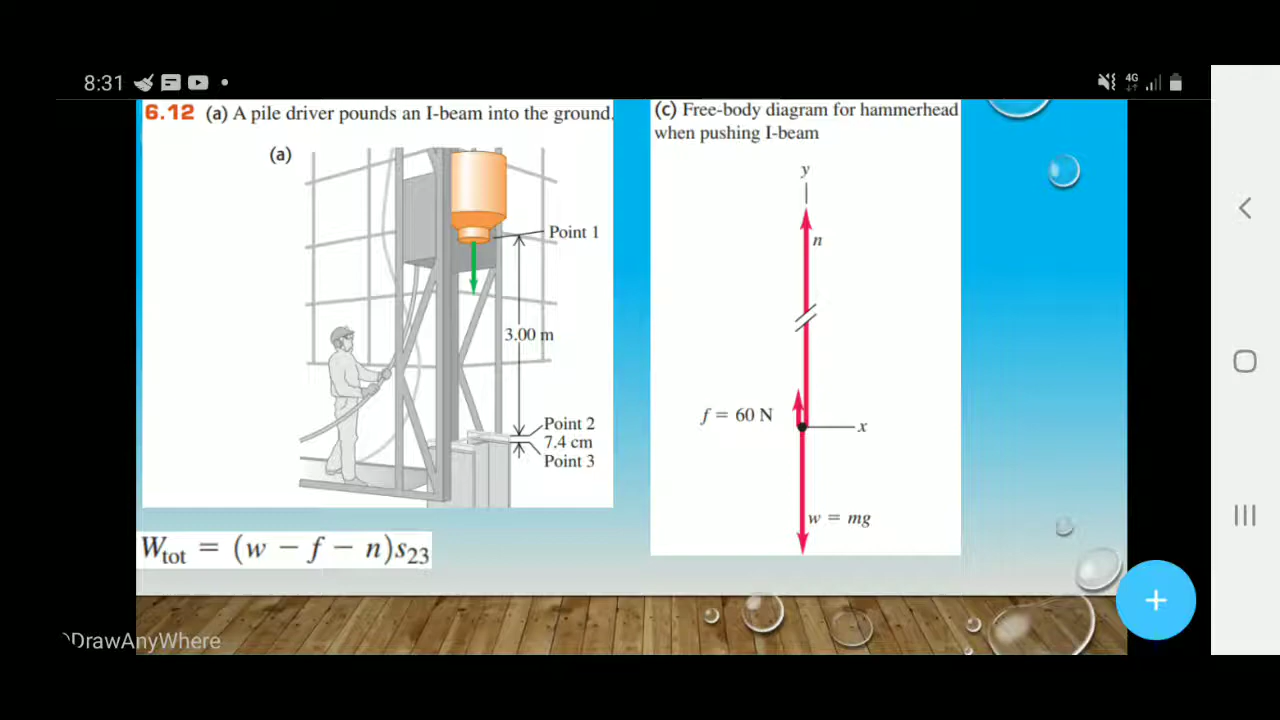 8:31
4G
6.12 (a) A pile driver pounds an I-beam into the ground.
(a)
Point 1
3.00 m
Point 2
7.4 cm
Point 3
W_tot = (w − f − n)s_23
(c) Free-body diagram for hammerhead
when pushing I-beam
y
n
f = 60 N
x
w = mg
DrawAnyWhere